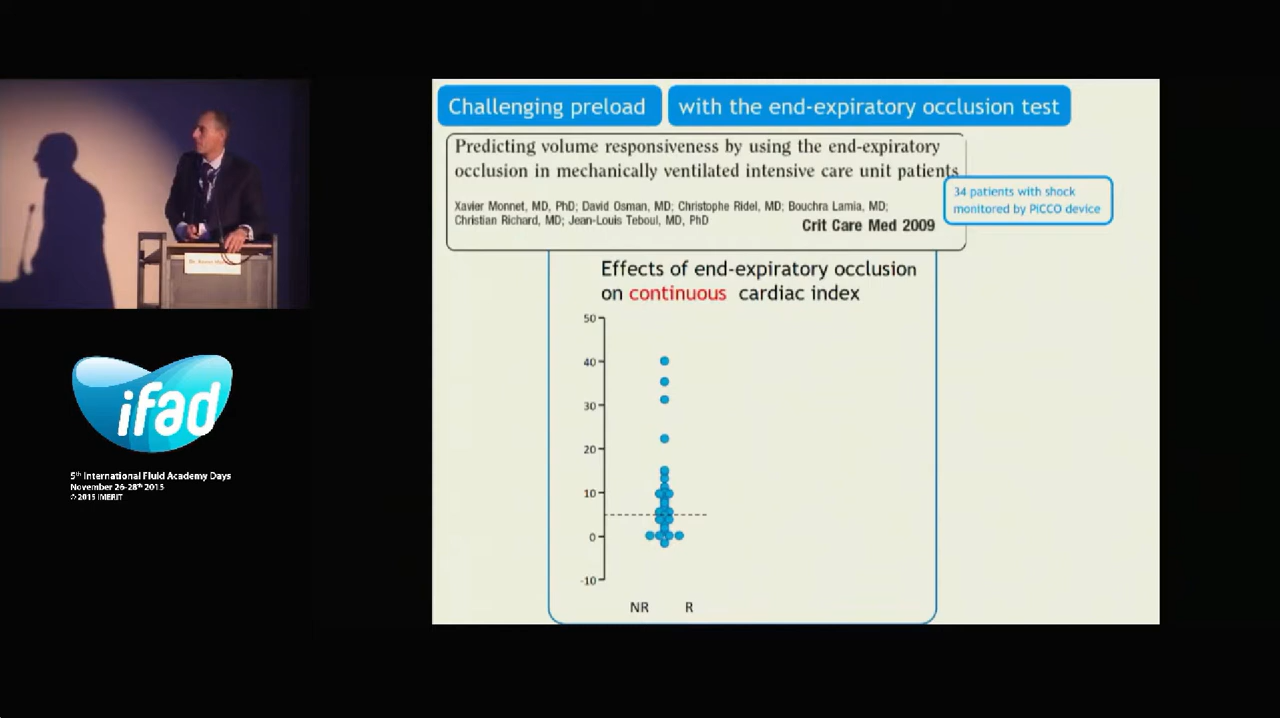 Challenging preload
with the end-expiratory occlusion test
Predicting volume responsiveness by using the end-expiratory
occlusion in mechanically ventilated intensive care unit patients
34 patients with shock
monitored by PiCCO device
Xavier Monnet, MD, PhD; David Osman, MD; Christophe Ridel, MD; Bouchra Lamia, MD;
Christian Richard, MD; Jean-Louis Teboul, MD, PhD
Crit Care Med 2009
Effects of end-expiratory occlusion
on continuous cardiac index
50
40
30
20
10
0
-10
NR
R
Dr.
ifad
5th International Fluid Academy Days
November 26-28th 2015
© 2015 iMERiT